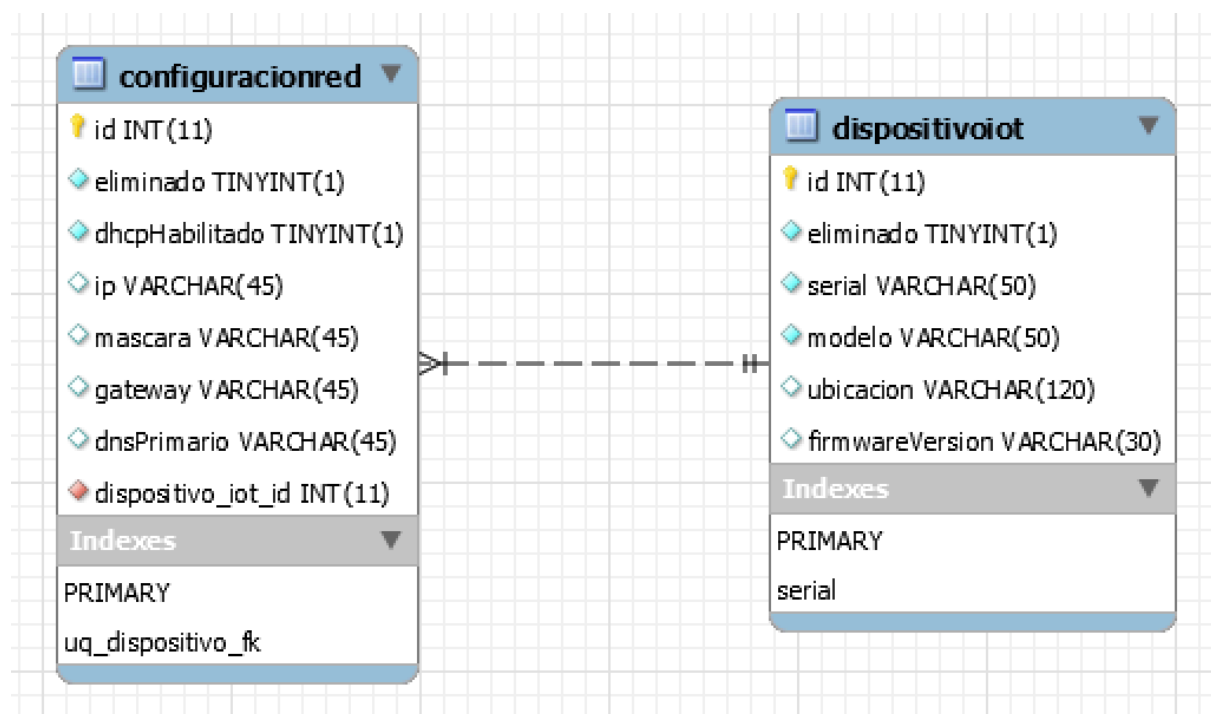 configuracionred
id INT(11)
eliminado TINYINT(1)
dhcpHabilitado TINYINT(1)
ip VARCHAR(45)
mascara VARCHAR(45)
gateway VARCHAR(45)
dnsPrimario VARCHAR(45)
dispositivo_iot_id INT(11)
Indexes
PRIMARY
uq_dispositivo_fk
dispositivoiot
id INT(11)
eliminado TINYINT(1)
serial VARCHAR(50)
modelo VARCHAR(50)
ubicacion VARCHAR(120)
firmwareVersion VARCHAR(30)
Indexes
PRIMARY
serial